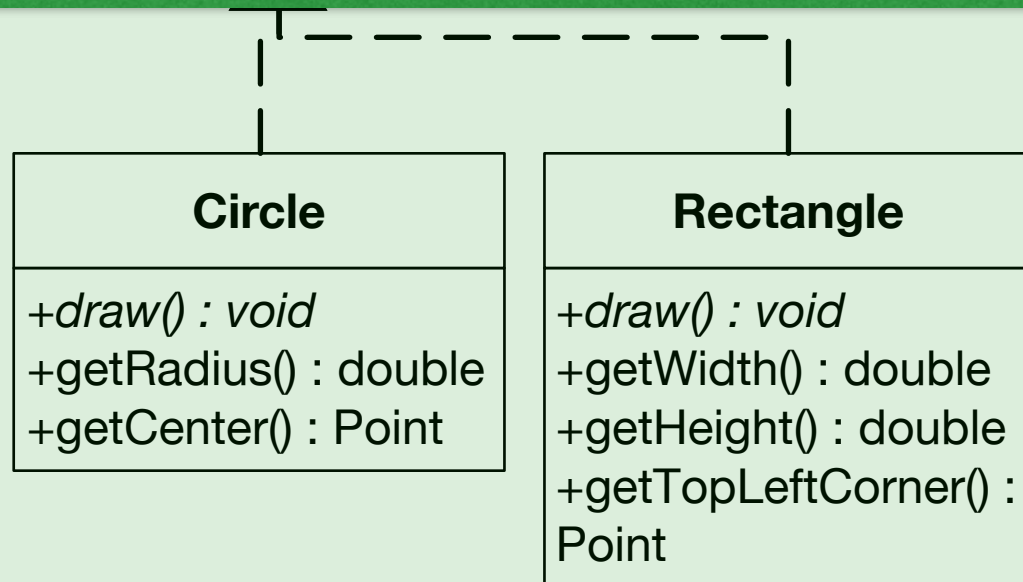 Circle
+draw() : void
+getRadius() : double
+getCenter() : Point
Rectangle
+draw() : void
+getWidth() : double
+getHeight() : double
+getTopLeftCorner() :
Point